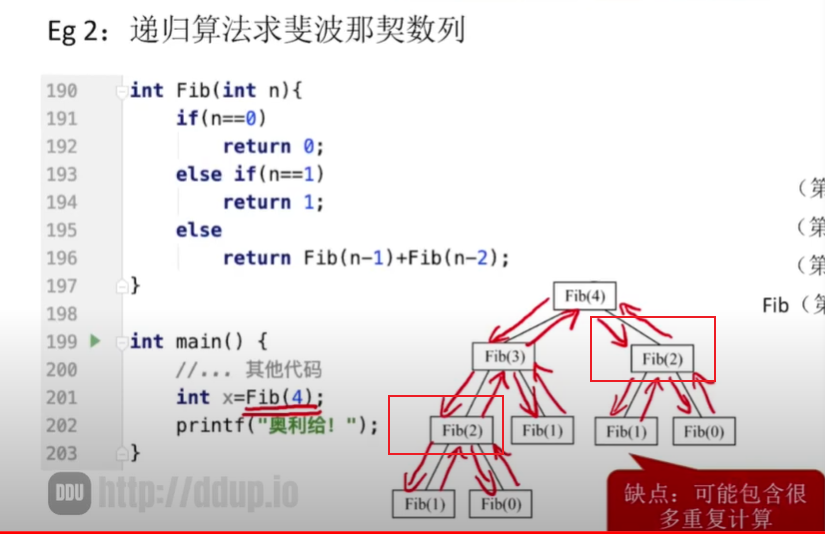 Eg 2：递归算法求斐波那契数列
190 int Fib(int n){
191 if(n==0)
192 return 0;
193 else if(n==1)
194 return 1;
195 else
196 return Fib(n-1)+Fib(n-2);
197 }
198
199 int main() {
200 //... 其他代码
201 int x=Fib(4);
202 printf("奥利给！");
203 }
（第
（第
（第
Fib（第
Fib(4)
Fib(3)
Fib(2)
Fib(2)
Fib(1)
Fib(1)
Fib(0)
Fib(1)
Fib(0)
缺点：可能包含很
多重复计算
DDU http://ddup.io